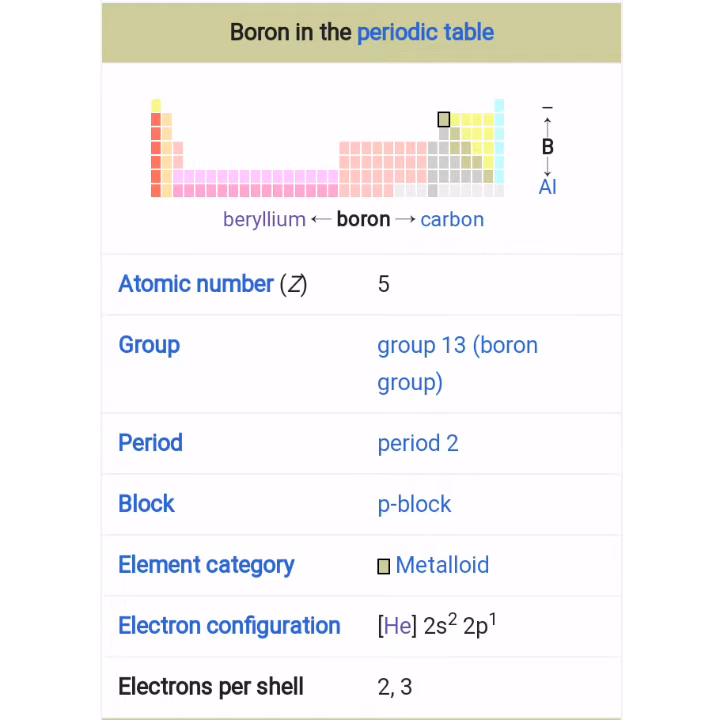 Boron in the periodic table
–
↑
B
↓
Al
beryllium ← boron → carbon
Atomic number (Z) 5
Group group 13 (boron
group)
Period period 2
Block p-block
Element category Metalloid
Electron configuration [He] 2s² 2p¹
Electrons per shell 2, 3